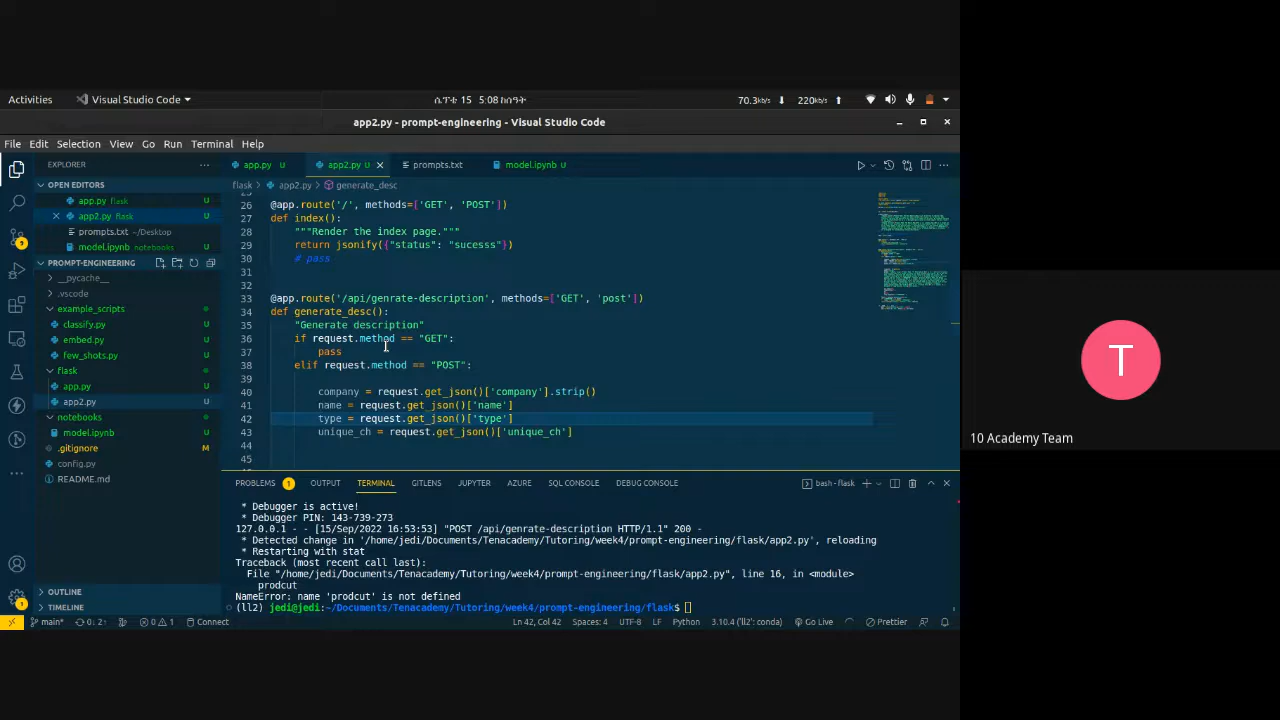 Activities
Visual Studio Code
ሴፕቴ 15 5:08 ከሰዓት
70.3kb/s
220kb/s
app2.py - prompt-engineering - Visual Studio Code
File Edit Selection View Go Run Terminal Help
EXPLORER
app.py U
app2.py U
prompts.txt
model.ipynb U
OPEN EDITORS
flask > app2.py > generate_desc
app.py flask U
app2.py flask U
prompts.txt ~/Desktop
model.ipynb notebooks U
PROMPT-ENGINEERING
__pycache__
.vscode
example_scripts
classify.py U
embed.py U
few_shots.py U
flask
app.py U
app2.py U
notebooks
model.ipynb U
.gitignore M
config.py
README.md
OUTLINE
TIMELINE
26 @app.route('/', methods=['GET', 'POST'])
27 def index():
28 """Render the index page."""
29 return jsonify({"status": "sucesss"})
30 # pass
31
32
33 @app.route('/api/genrate-description', methods=['GET', 'post'])
34 def generate_desc():
35 "Generate description"
36 if request.method == "GET":
37 pass
38 elif request.method == "POST":
39
40 company = request.get_json()['company'].strip()
41 name = request.get_json()['name']
42 type = request.get_json()['type']
43 unique_ch = request.get_json()['unique_ch']
44
45
PROBLEMS 1 OUTPUT TERMINAL GITLENS JUPYTER AZURE SQL CONSOLE DEBUG CONSOLE
bash - flask
* Debugger is active!
* Debugger PIN: 143-739-273
127.0.0.1 - - [15/Sep/2022 16:53:53] "POST /api/genrate-description HTTP/1.1" 200 -
* Detected change in '/home/jedi/Documents/Tenacademy/Tutoring/week4/prompt-engineering/flask/app2.py', reloading
* Restarting with stat
Traceback (most recent call last):
File "/home/jedi/Documents/Tenacademy/Tutoring/week4/prompt-engineering/flask/app2.py", line 16, in <module>
prodcut
NameError: name 'prodcut' is not defined
(ll2) jedi@jedi:~/Documents/Tenacademy/Tutoring/week4/prompt-engineering/flask$
main* 0↓ 2↑ 0 1 Connect
Ln 42, Col 42 Spaces: 4 UTF-8 LF Python 3.10.4 ('ll2': conda) Go Live Prettier
T
10 Academy Team